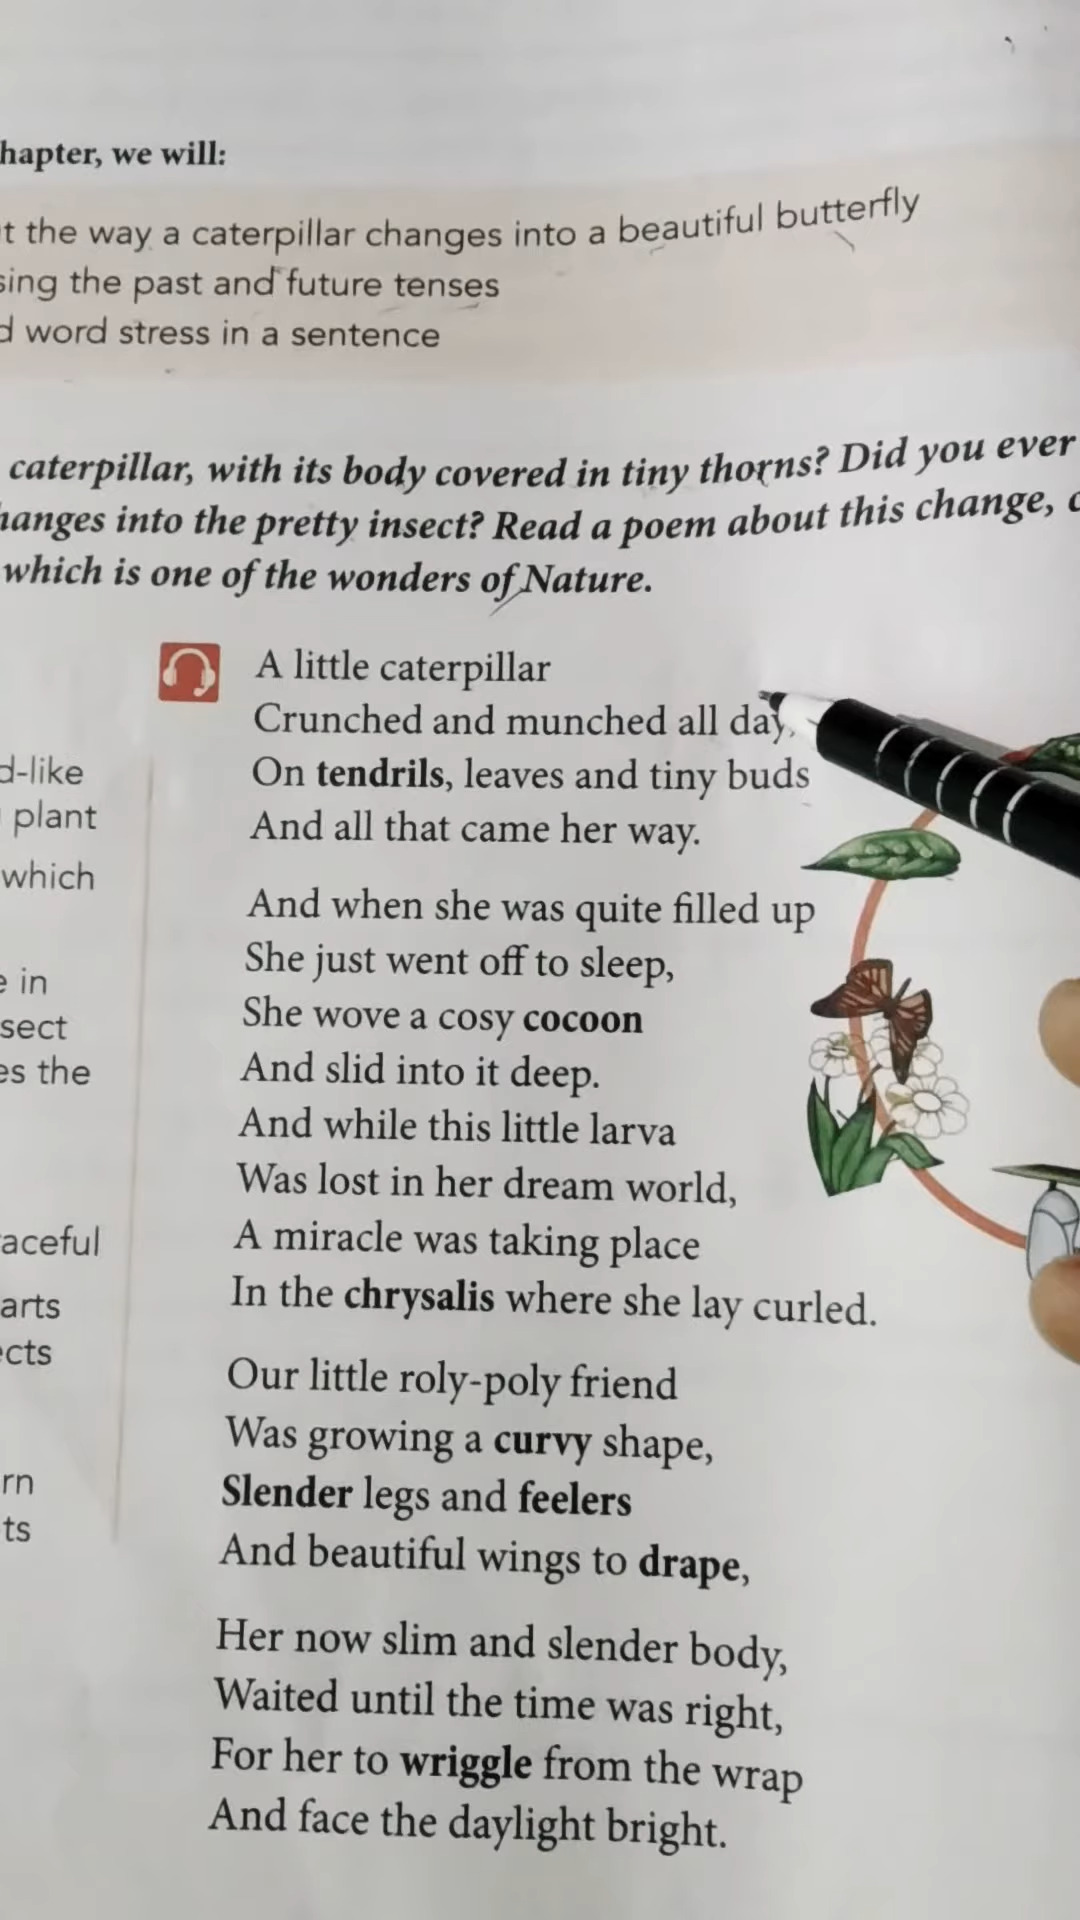 hapter, we will:
t the way a caterpillar changes into a beautiful butterfly
sing the past and future tenses
d word stress in a sentence
caterpillar, with its body covered in tiny thorns? Did you ever
hanges into the pretty insect? Read a poem about this change,
which is one of the wonders of Nature.
A little caterpillar
Crunched and munched all day,
On tendrils, leaves and tiny buds
And all that came her way.
And when she was quite filled up
She just went off to sleep,
She wove a cosy cocoon
And slid into it deep.
And while this little larva
Was lost in her dream world,
A miracle was taking place
In the chrysalis where she lay curled.
Our little roly-poly friend
Was growing a curvy shape,
Slender legs and feelers
And beautiful wings to drape,
Her now slim and slender body,
Waited until the time was right,
For her to wriggle from the wrap
And face the daylight bright.
d-like
plant
which
e in
sect
es the
aceful
arts
ects
rn
ts